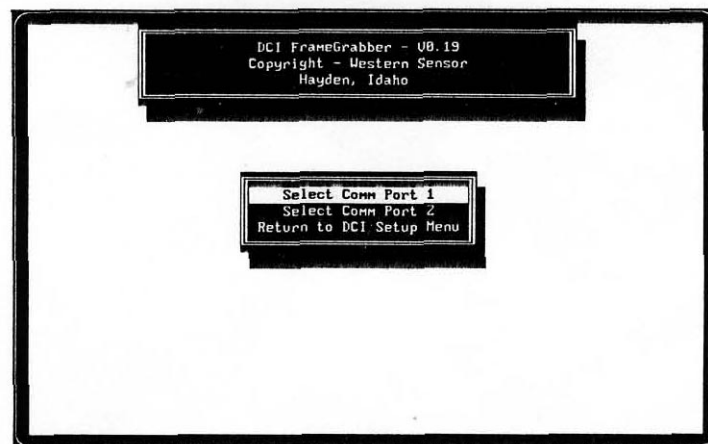 DCI FrameGrabber - V0.19
Copyright - Western Sensor
Hayden, Idaho
Select Comm Port 1
Select Comm Port 2
Return to DCI Setup Menu